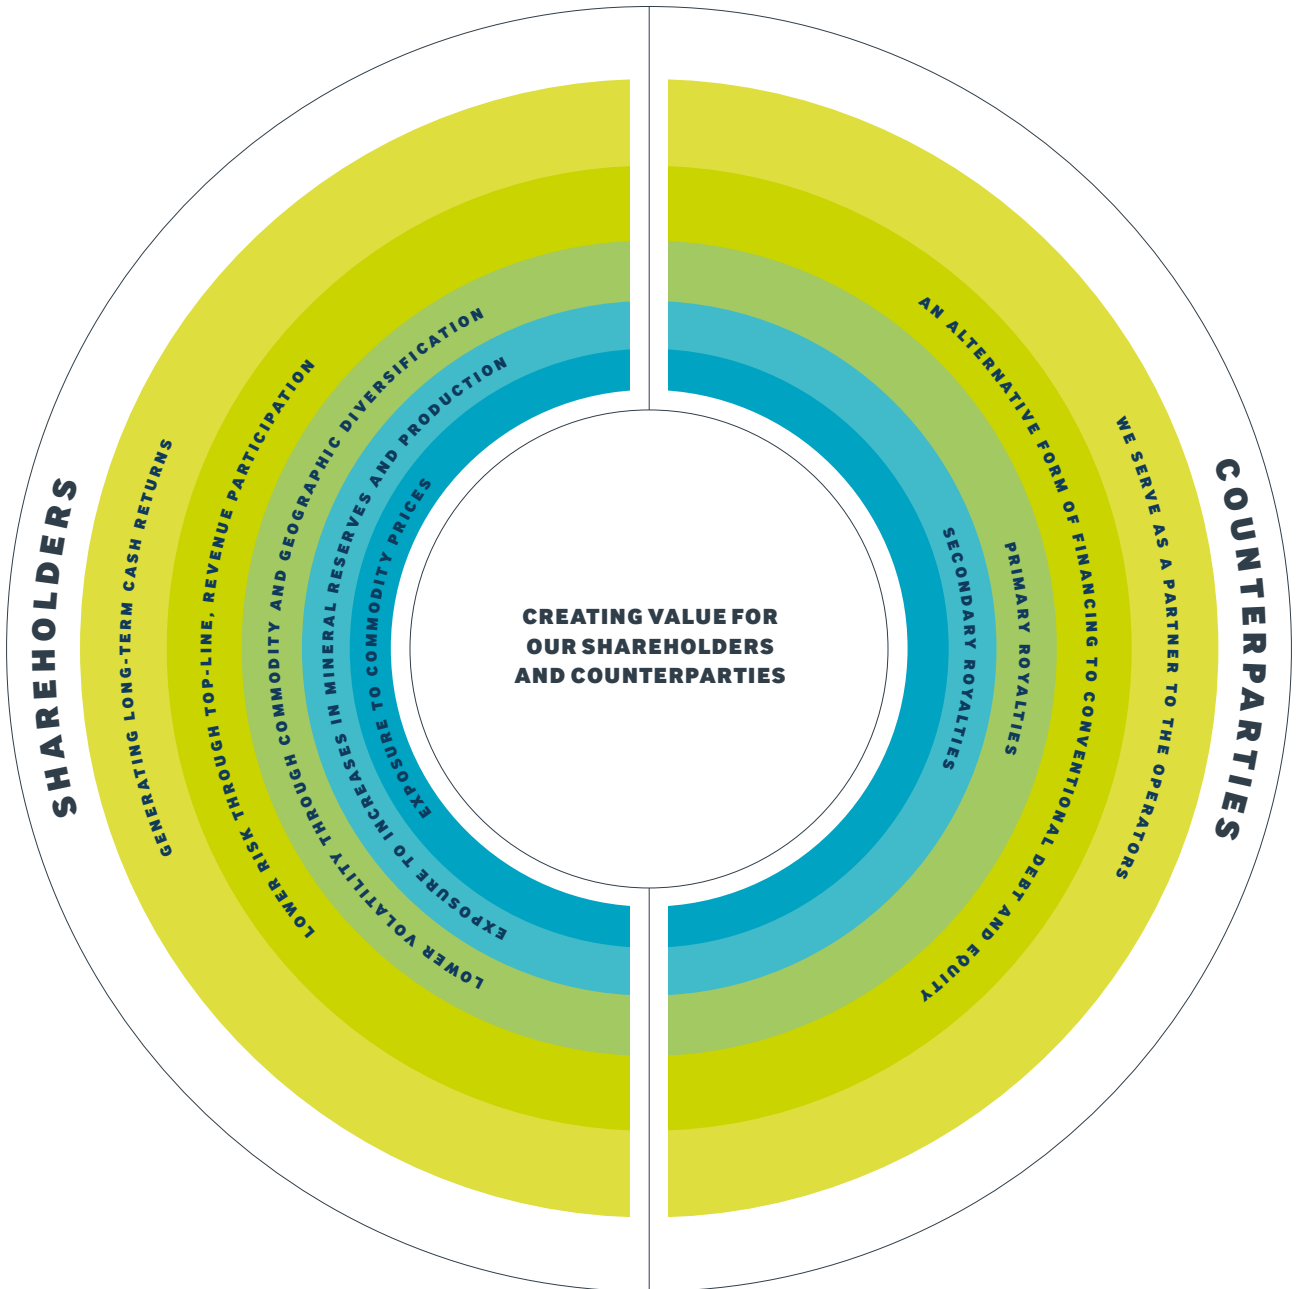 SHAREHOLDERS
GENERATING LONG-TERM CASH RETURNS
LOWER RISK THROUGH TOP-LINE, REVENUE PARTICIPATION
LOWER VOLATILITY THROUGH COMMODITY AND GEOGRAPHIC DIVERSIFICATION
EXPOSURE TO INCREASES IN MINERAL RESERVES AND PRODUCTION
EXPOSURE TO COMMODITY PRICES
CREATING VALUE FOR
OUR SHAREHOLDERS
AND COUNTERPARTIES
SECONDARY ROYALTIES
PRIMARY ROYALTIES
AN ALTERNATIVE FORM OF FINANCING TO CONVENTIONAL DEBT AND EQUITY
WE SERVE AS A PARTNER TO THE OPERATORS
COUNTERPARTIES